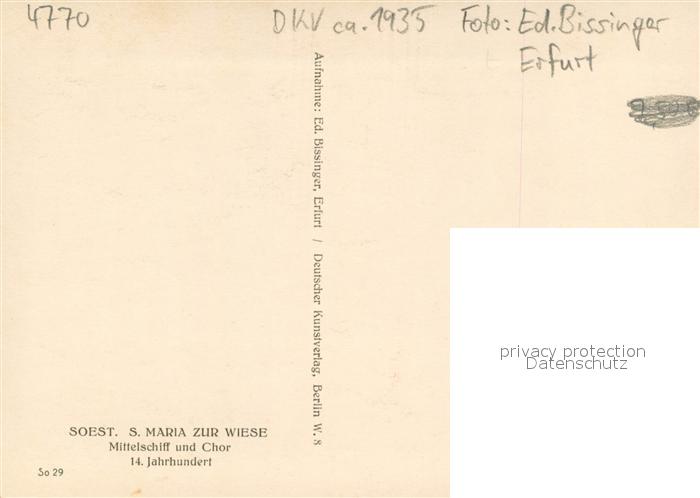 4770
DKV ca. 1935 Foto: Ed. Bissinger
Erfurt
Aufnahme: Ed. Bissinger, Erfurt / Deutscher Kunstverlag, Berlin W. 8
privacy protection
Datenschutz
SOEST. S. MARIA ZUR WIESE
Mittelschiff und Chor
14. Jahrhundert
So 29